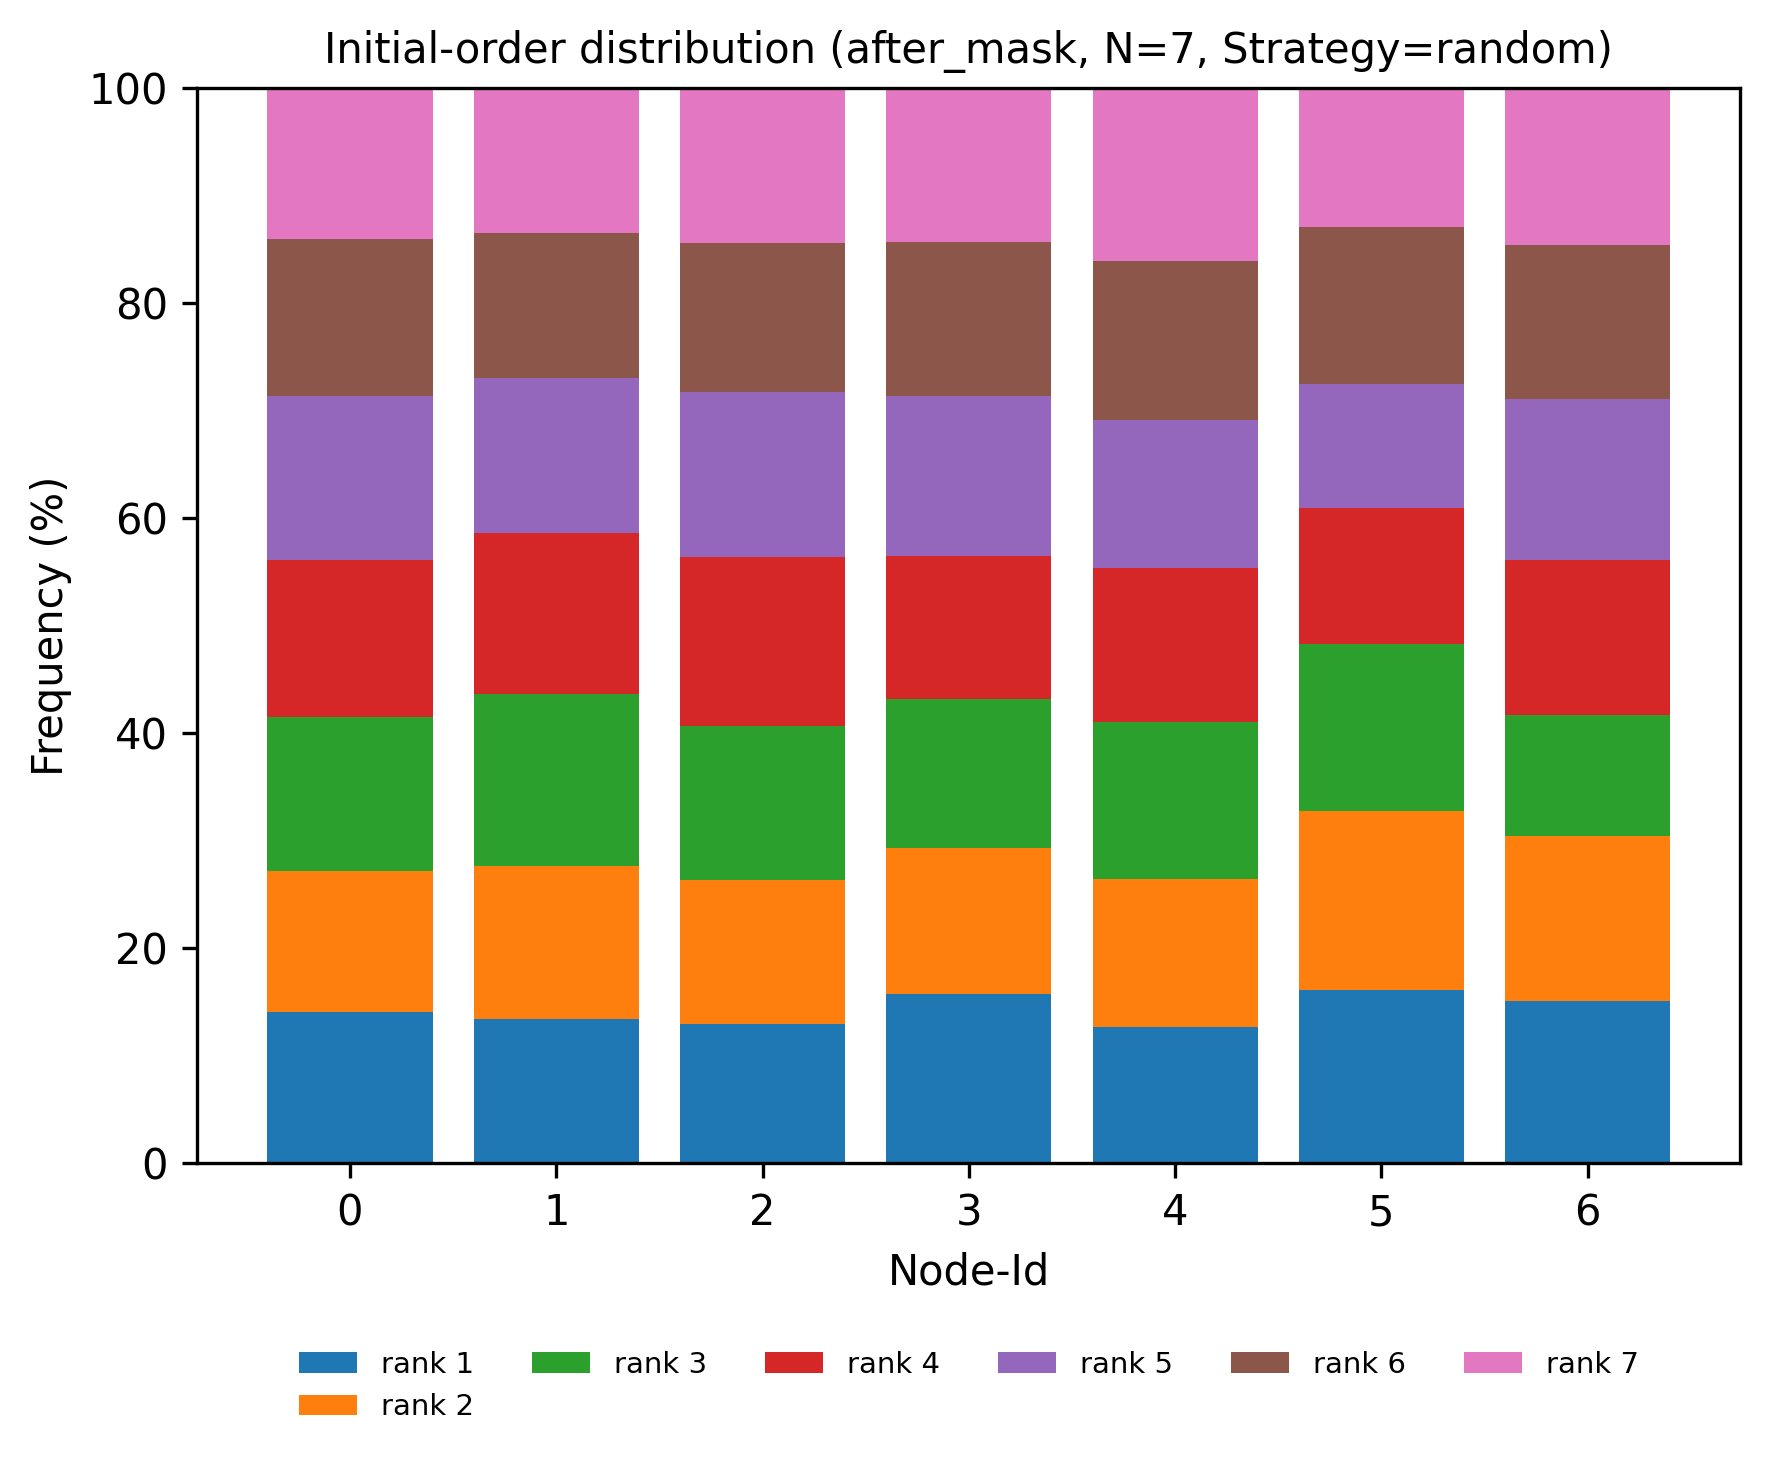 Initial-order distribution (after_mask, N=7, Strategy=random)
100
80
60
40
20
0
Frequency (%)
0 1 2 3 4 5 6
Node-Id
rank 1 rank 3 rank 4 rank 5 rank 6 rank 7
rank 2